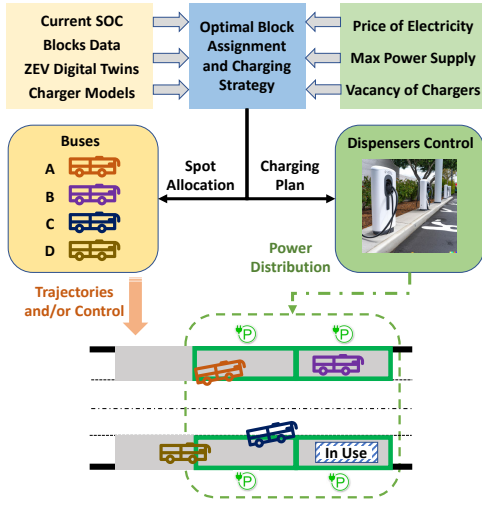 Current SOC
Blocks Data
ZEV Digital Twins
Charger Models
Optimal Block
Assignment
and Charging
Strategy
Price of Electricity
Max Power Supply
Vacancy of Chargers
Buses
A
B
C
D
Spot
Allocation
Charging
Plan
Dispensers Control
Power
Distribution
Trajectories
and/or Control
P
P
In Use
P
P